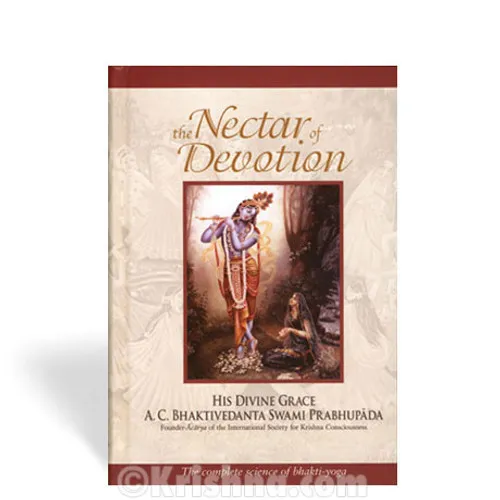 the Nectar of
Devotion
HIS DIVINE GRACE
A. C. BHAKTIVEDANTA SWAMI PRABHUPĀDA
Founder-Ācārya of the International Society for Krishna Consciousness
The complete science of bhakti-yoga
©Krishna.com